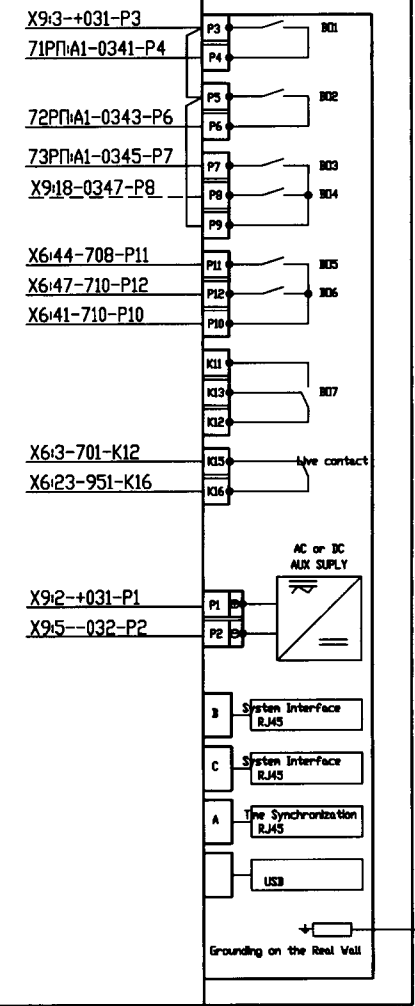 X9:3-+031-P3 P3 BO1
71РП:A1-0341-P4 P4
P5 BO2
72РП:A1-0343-P6 P6
73РП:A1-0345-P7 P7 BO3
X9:18-0347-P8 P8 BO4
P9
X6:44-708-P11 P11 BO5
X6:47-710-P12 P12 BO6
X6:41-710-P10 P10
K11
K13 BO7
K12
X6:3-701-K12 K15 Live contact
X6:23-951-K16 K16
AC or DC
AUX SUPLY
X9:2-+031-P1 P1
X9:5--032-P2 P2
B System Interface
RJ45
C System Interface
RJ45
A Time Synchronization
RJ45
USB
Grounding on the Real Wall